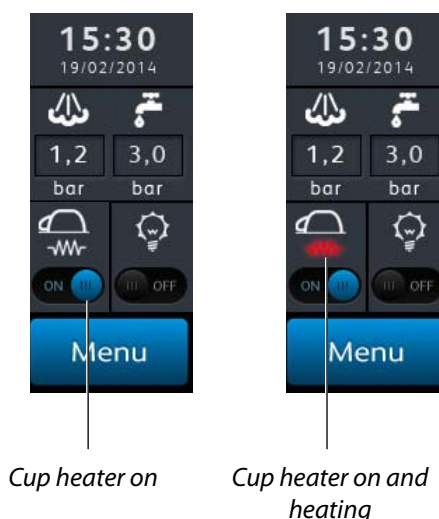 15:30
19/02/2014
1,2
3,0
bar
bar
ON
OFF
Menu
Cup heater on
15:30
19/02/2014
1,2
3,0
bar
bar
ON
OFF
Menu
Cup heater on and
heating